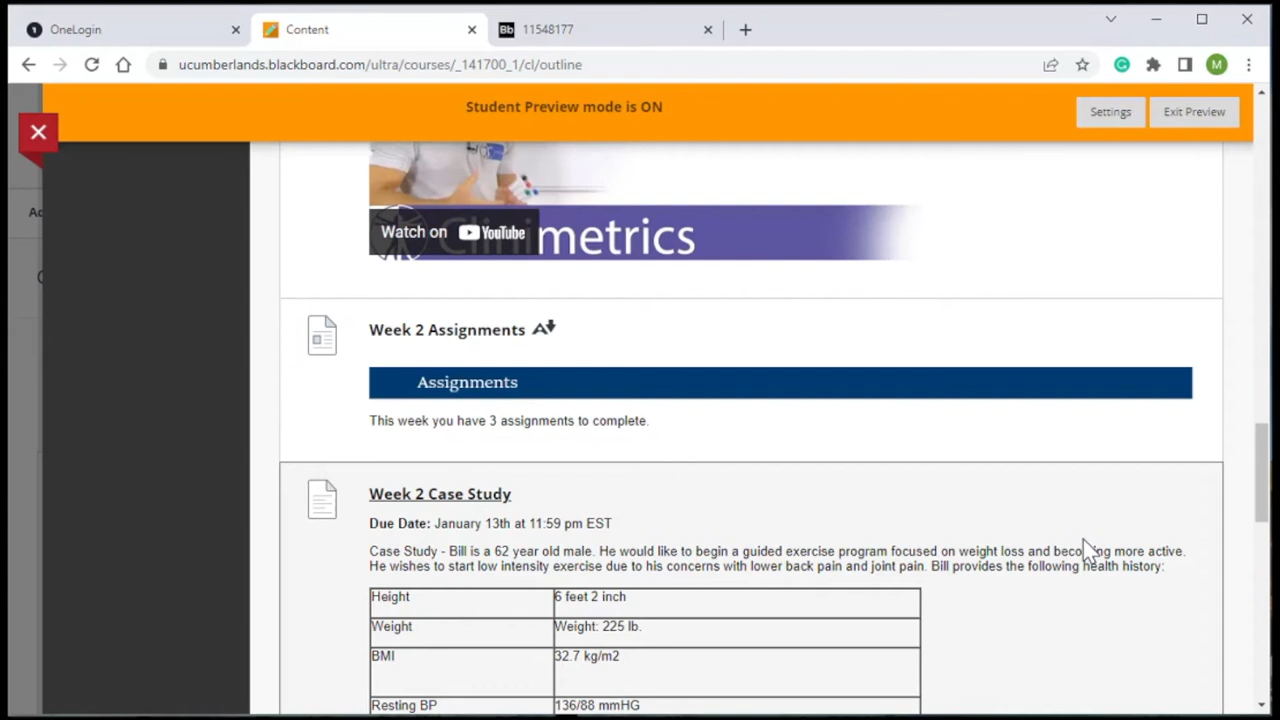 OneLogin
Content
Bb 11548177
ucumberlands.blackboard.com/ultra/courses/_141700_1/cl/outline
M
Student Preview mode is ON
Settings
Exit Preview
Watch on YouTube
Clinimetrics
Week 2 Assignments
Assignments
This week you have 3 assignments to complete.
Week 2 Case Study
Due Date: January 13th at 11:59 pm EST
Case Study - Bill is a 62 year old male. He would like to begin a guided exercise program focused on weight loss and becoming more active.
He wishes to start low intensity exercise due to his concerns with lower back pain and joint pain. Bill provides the following health history:
Height 6 feet 2 inch
Weight Weight: 225 lb.
BMI 32.7 kg/m2
Resting BP 136/88 mmHG